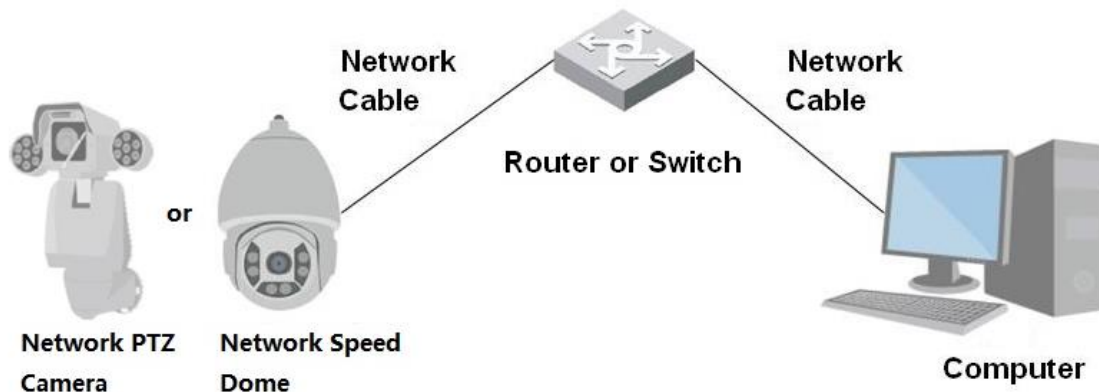 Network
Cable
Network
Cable
Router or Switch
or
Network PTZ
Camera
Network Speed
Dome
Computer